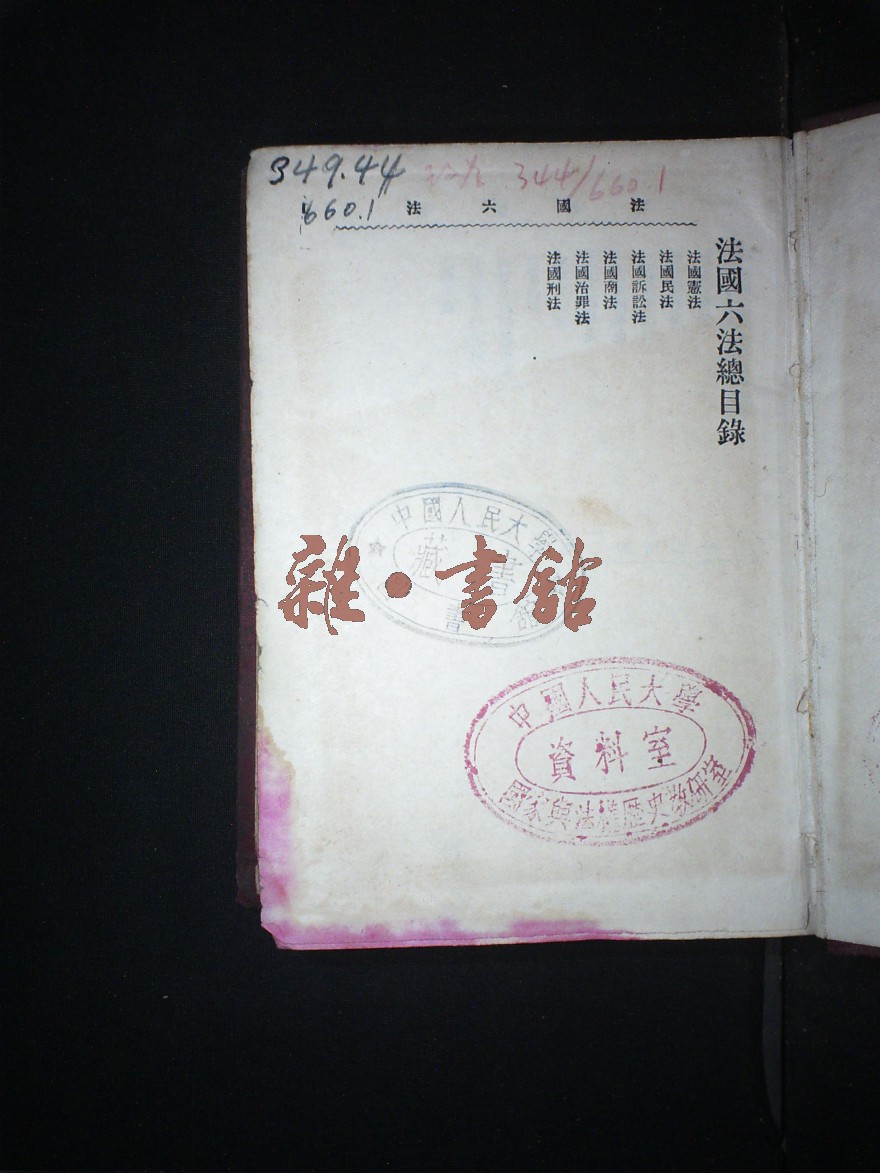 349.44
660.1
344/660.1
法國六法
法國六法總目錄
法國憲法
法國民法
法國訴訟法
法國商法
法國治罪法
法國刑法
中國人民大學
藏書
書館
雜·書館
中國人民大學
資料室
國家與法權歷史教研室